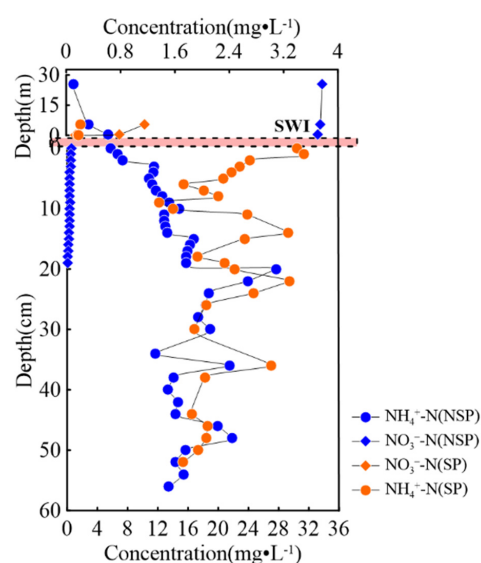 Concentration(mg•L⁻¹)
0 0.8 1.6 2.4 3.2 4
Depth(m)
30
15
0
SWI
Depth(cm)
0
10
20
30
40
50
60
0 4 8 12 16 20 24 28 32 36
Concentration(mg•L⁻¹)
NH₄⁺-N(NSP)
NO₃⁻-N(NSP)
NO₃⁻-N(SP)
NH₄⁺-N(SP)